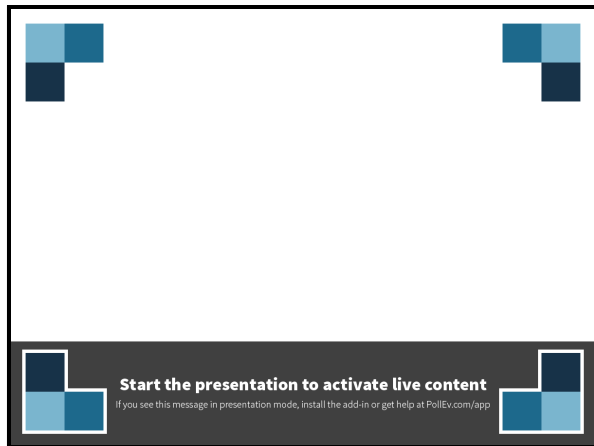 Start the presentation to activate live content
If you see this message in presentation mode, install the add-in or get help at PollEv.com/app